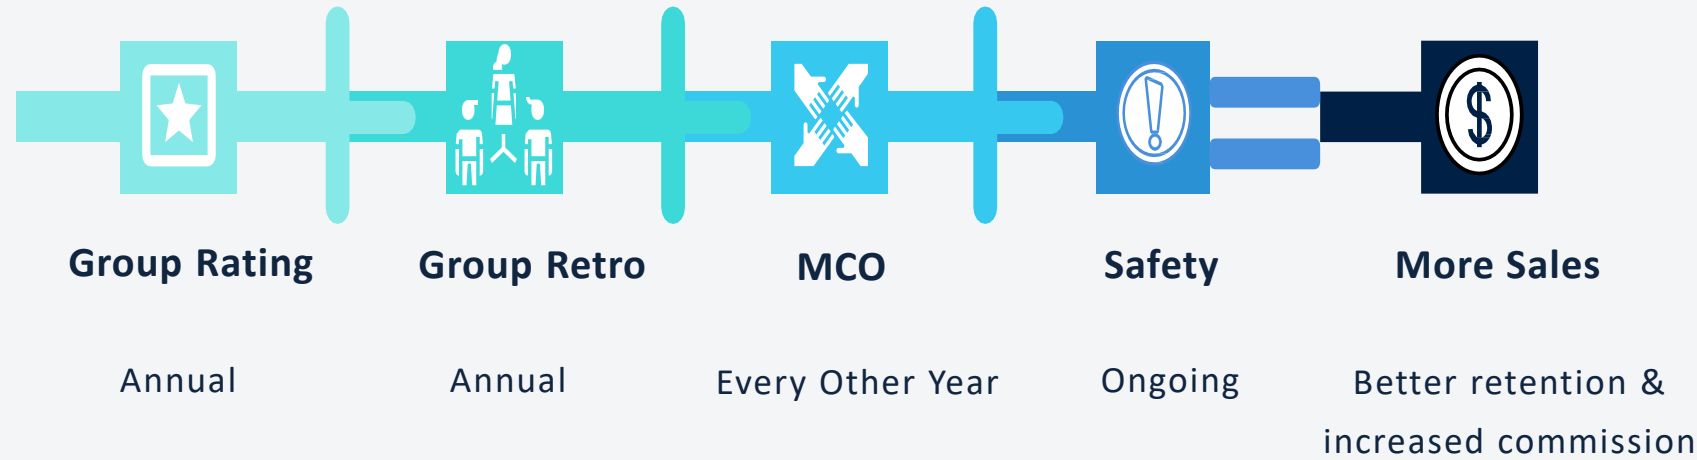 Group Rating
Group Retro
MCO
Safety
More Sales
Annual
Annual
Every Other Year
Ongoing
Better retention &
increased commission